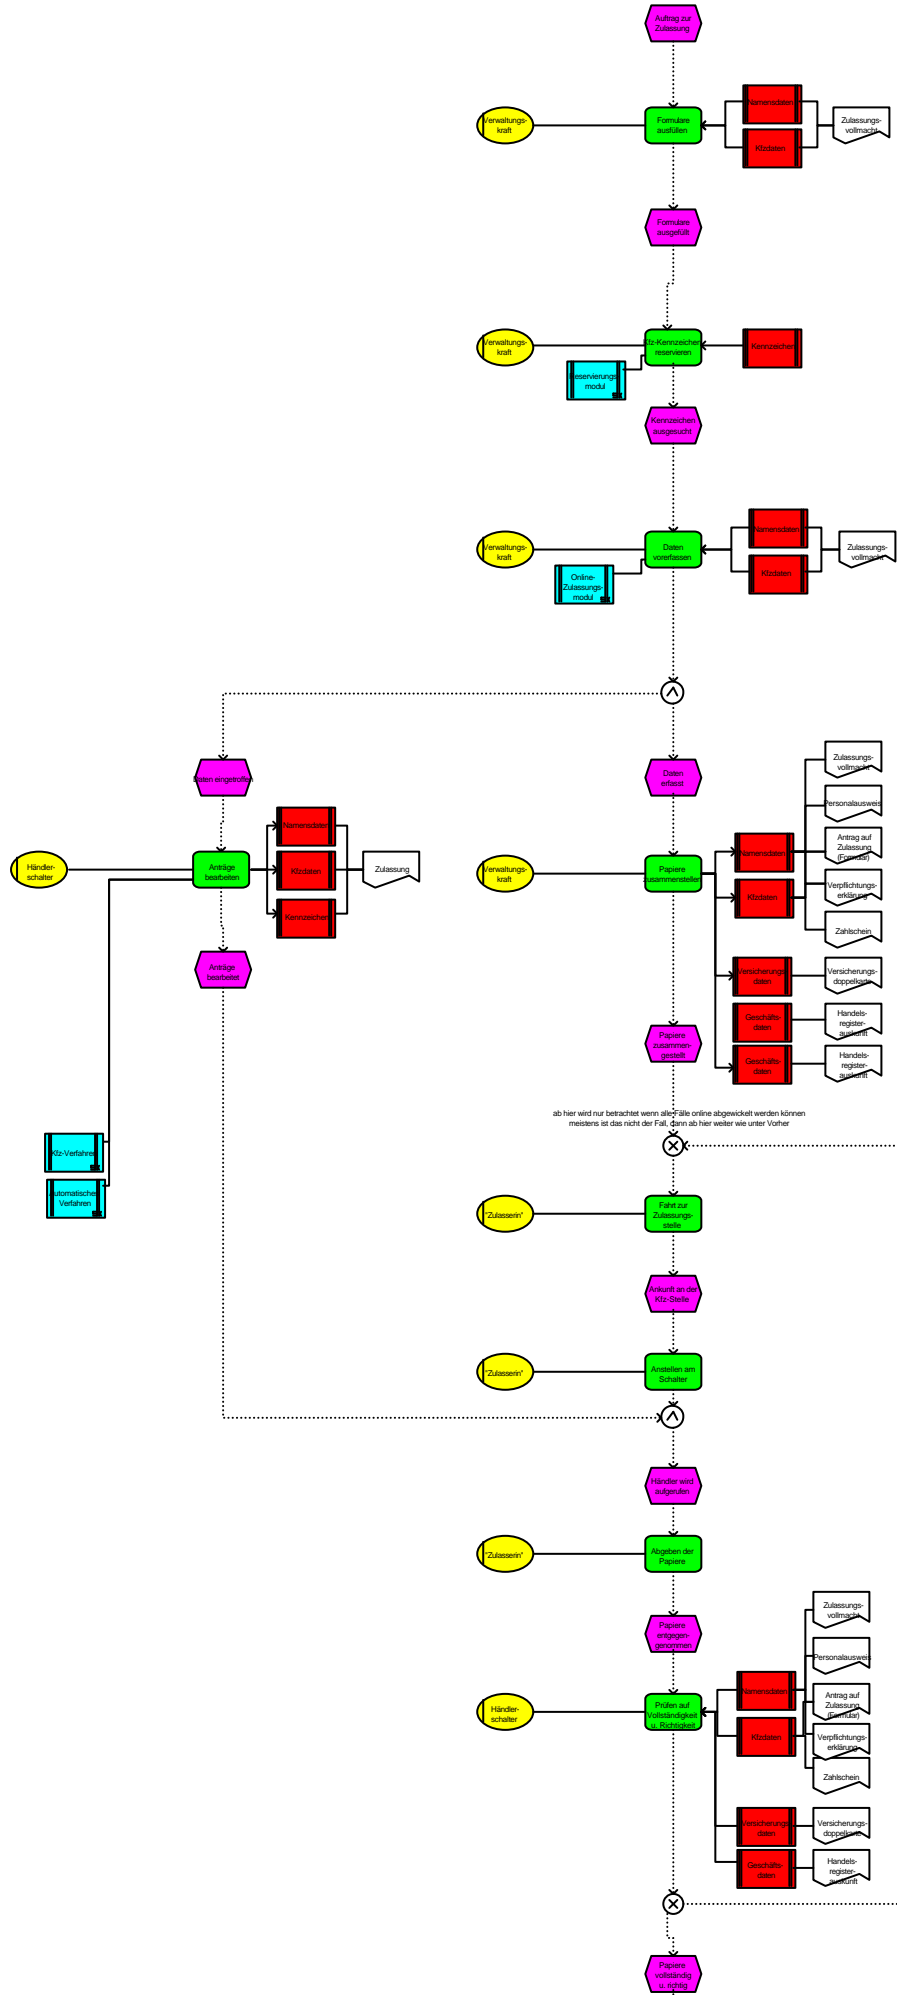 Auftrag zur
Zulassung
Verwaltungs-
kraft
Formulare
ausfüllen
Namensdaten
Kfzdaten
Zulassungs-
vollmacht
Formulare
ausgefüllt
Verwaltungs-
kraft
Kfz-Kennzeichen
reservieren
Kennzeichen
Reservierungs-
modul
Kennzeichen
ausgesucht
Verwaltungs-
kraft
Daten
vorerfassen
Namensdaten
Kfzdaten
Zulassungs-
vollmacht
Online-
Zulassungs-
modul
Daten eingetroffen
Daten
erfasst
Händler-
schalter
Anträge
bearbeiten
Namensdaten
Kfzdaten
Kennzeichen
Zulassung
Anträge
bearbeitet
Verwaltungs-
kraft
Papiere
zusammenstellen
Namensdaten
Kfzdaten
Versicherungs-
daten
Geschäfts-
daten
Geschäfts-
daten
Zulassungs-
vollmacht
Personalausweis
Antrag auf
Zulassung
(Formular)
Verpflichtungs-
erklärung
Zahlschein
Versicherungs-
doppelkarte
Handels-
register-
auskunft
Handels-
register-
auskunft
Papiere
zusammen-
gestellt
ab hier wird nur betrachtet wenn alle Fälle online abgewickelt werden können
meistens ist das nicht der Fall, dann ab hier weiter wie unter Vorher
Kfz-Verfahren
Automatisches
Verfahren
"Zulasserin"
Fahrt zur
Zulassungs-
stelle
Ankunft an der
Kfz-Stelle
"Zulasserin"
Anstellen am
Schalter
Händler wird
aufgerufen
"Zulasserin"
Abgeben der
Papiere
Papiere
entgegen-
genommen
Händler-
schalter
Prüfen auf
Vollständigkeit
u. Richtigkeit
Namensdaten
Kfzdaten
Versicherungs-
daten
Geschäfts-
daten
Zulassungs-
vollmacht
Personalausweis
Antrag auf
Zulassung
(Formular)
Verpflichtungs-
erklärung
Zahlschein
Versicherungs-
doppelkarte
Handels-
register-
auskunft
Papiere
vollständig
u. richtig